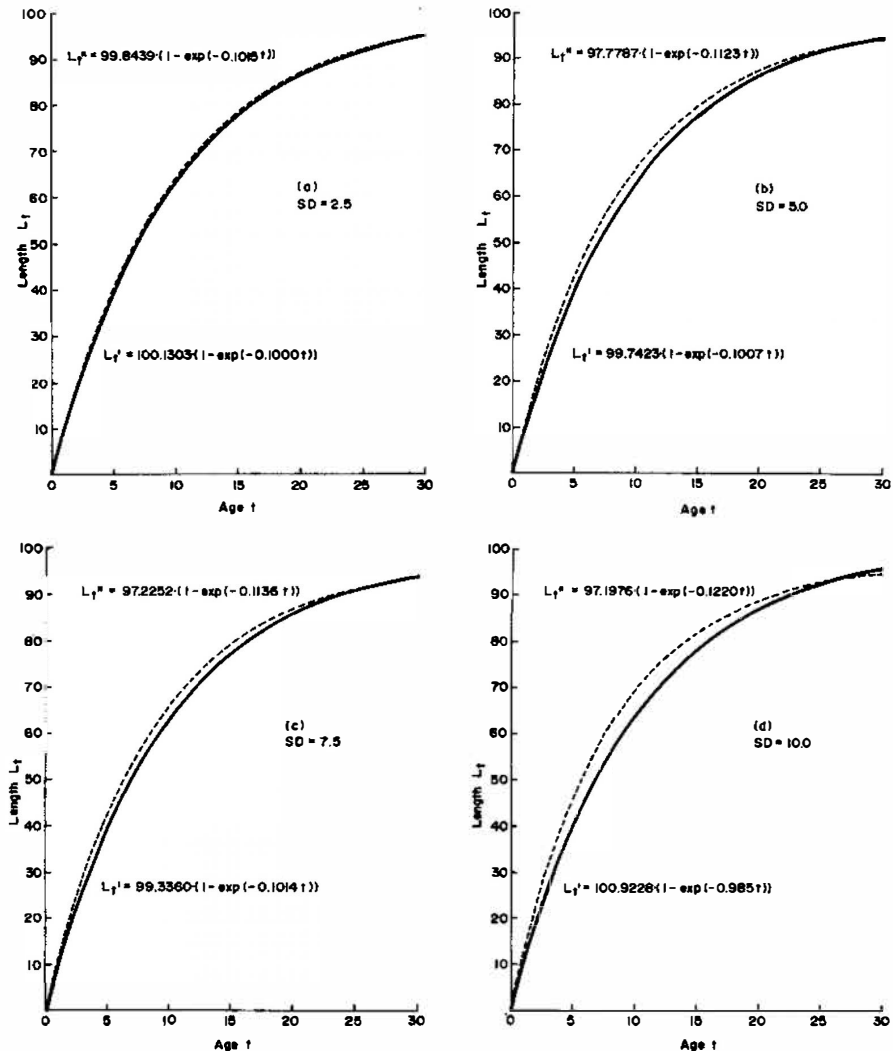 100
90
80
70
60
50
40
30
20
10
Length Lt
Lt" = 99.8439·(1-exp(-0.1015t))
(a)
SD = 2.5
Lt' = 100.1303·(1-exp(-0.1000t))
0 5 10 15 20 25 30
Age t
100
90
80
70
60
50
40
30
20
10
Length Lt
Lt" = 97.7787·(1-exp(-0.1123t))
(b)
SD = 5.0
Lt' = 99.7423·(1-exp(-0.1007t))
0 5 10 15 20 25 30
Age t
100
90
80
70
60
50
40
30
20
10
Length Lt
Lt" = 97.2252·(1-exp(-0.1136t))
(c)
SD = 7.5
Lt' = 99.3360·(1-exp(-0.1014t))
0 5 10 15 20 25 30
Age t
100
90
80
70
60
50
40
30
20
10
Length Lt
Lt" = 97.1976·(1-exp(-0.1220t))
(d)
SD = 10.0
Lt' = 100.9228·(1-exp(-0.985t))
0 5 10 15 20 25 30
Age t